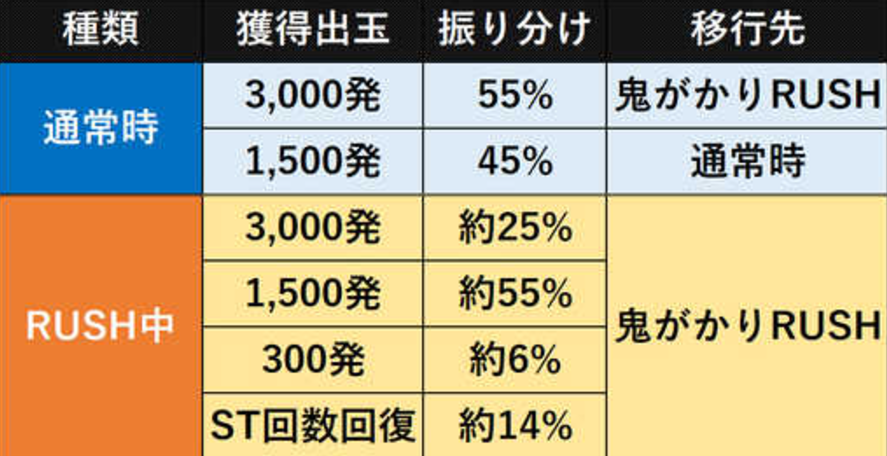 種類 獲得出玉 振り分け 移行先
通常時 3,000発 55% 鬼がかりRUSH
1,500発 45% 通常時
RUSH中 3,000発 約25% 鬼がかりRUSH
1,500発 約55%
300発 約6%
ST回数回復 約14%